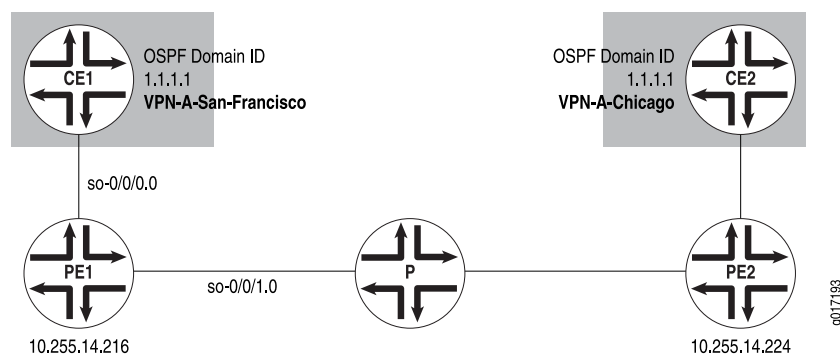 CE1
OSPF Domain ID
1.1.1.1
VPN-A-San-Francisco
OSPF Domain ID
1.1.1.1
VPN-A-Chicago
CE2
so-0/0/0.0
PE1
so-0/0/1.0
P
PE2
10.255.14.216
10.255.14.224
g017193